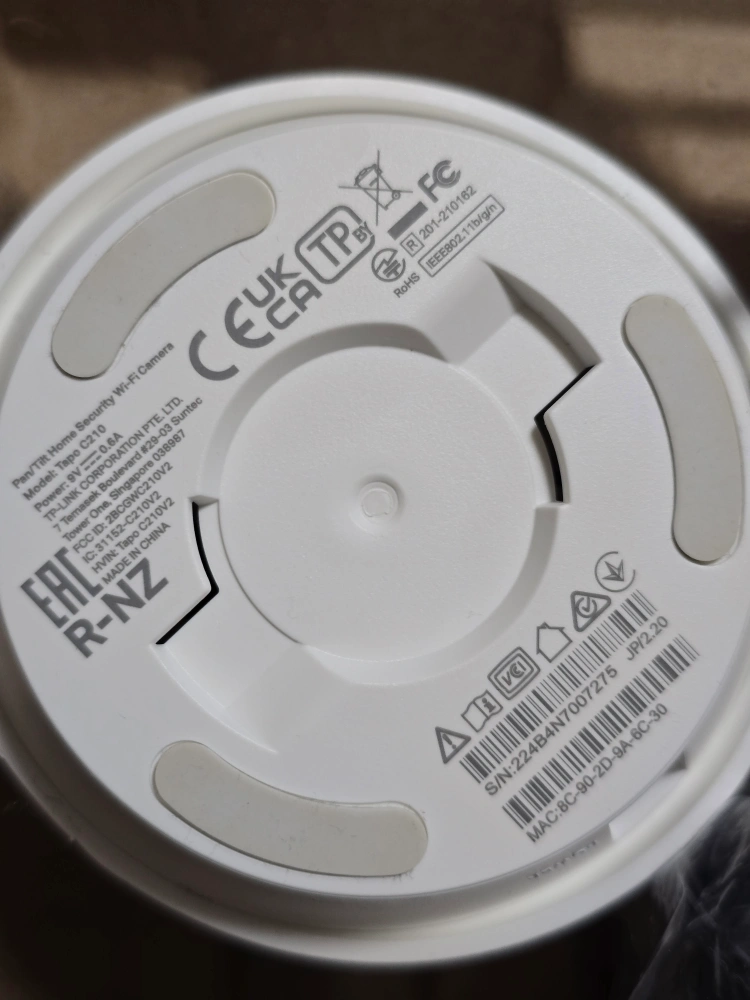 FC
R 201-210162
IEEE802.11b/g/n
RoHS
TP BY
CE UK CA
Pan/Tilt Home Security Wi-Fi Camera
Model: Tapo C210
Power: 9V 0.6A
TP-LINK CORPORATION PTE. LTD.
7 Temasek Boulevard #29-03 Suntec
Tower One, Singapore 038987
FCC ID: 2BCGWC210V2
IC: 31152-C210V2
HVIN: Tapo C210V2
MADE IN CHINA
EAC
R-NZ
VCCI
S/N:224B4N7007275 JP/2.20
MAC:8C-90-2D-9A-6C-30